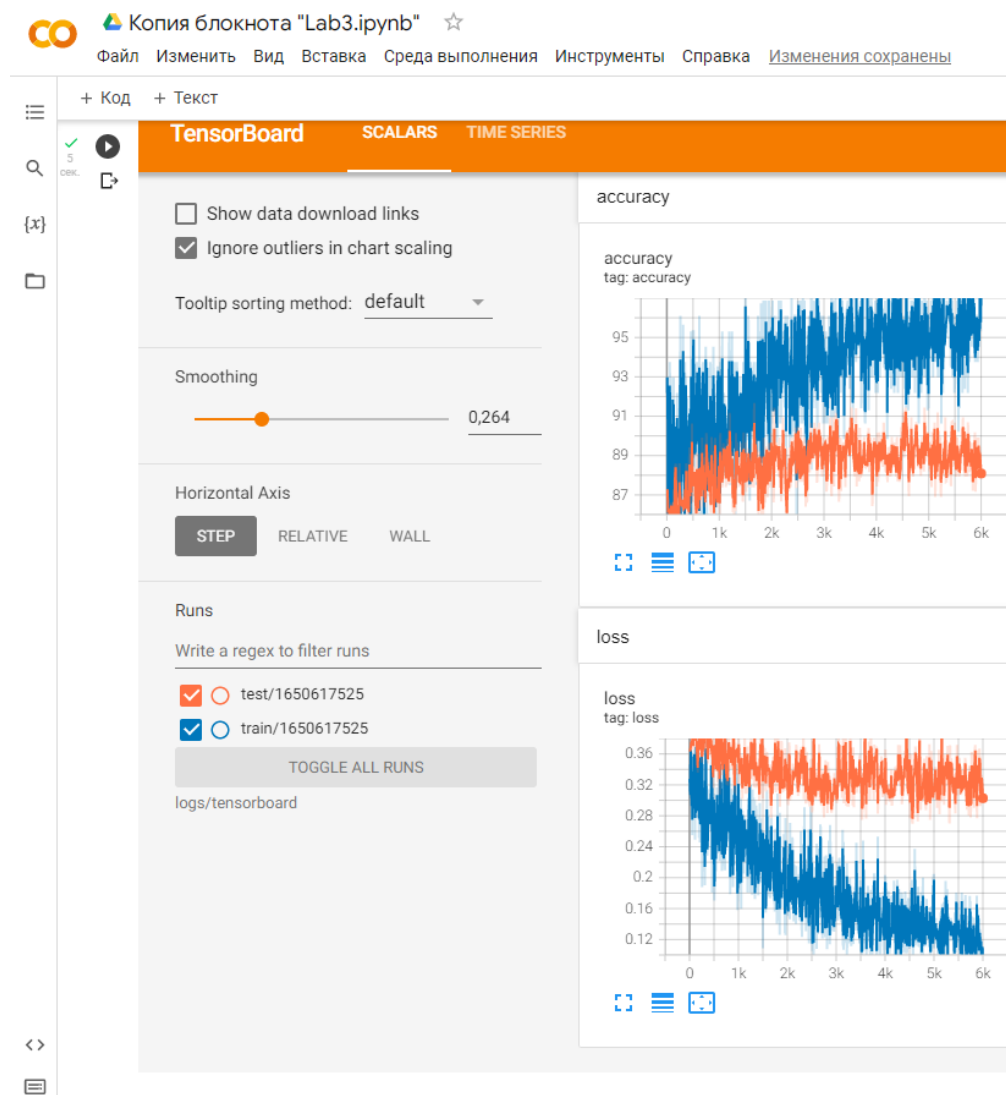 Копия блокнота "Lab3.ipynb"
Файл Изменить Вид Вставка Среда выполнения Инструменты Справка Изменения сохранены
+ Код + Текст
5
сек.
{x}
TensorBoard SCALARS TIME SERIES
Show data download links
Ignore outliers in chart scaling
Tooltip sorting method: default
Smoothing
0,264
Horizontal Axis
STEP RELATIVE WALL
Runs
Write a regex to filter runs
test/1650617525
train/1650617525
TOGGLE ALL RUNS
logs/tensorboard
accuracy
accuracy
tag: accuracy
95
93
91
89
87
0 1k 2k 3k 4k 5k 6k
loss
loss
tag: loss
0.36
0.32
0.28
0.24
0.2
0.16
0.12
0 1k 2k 3k 4k 5k 6k